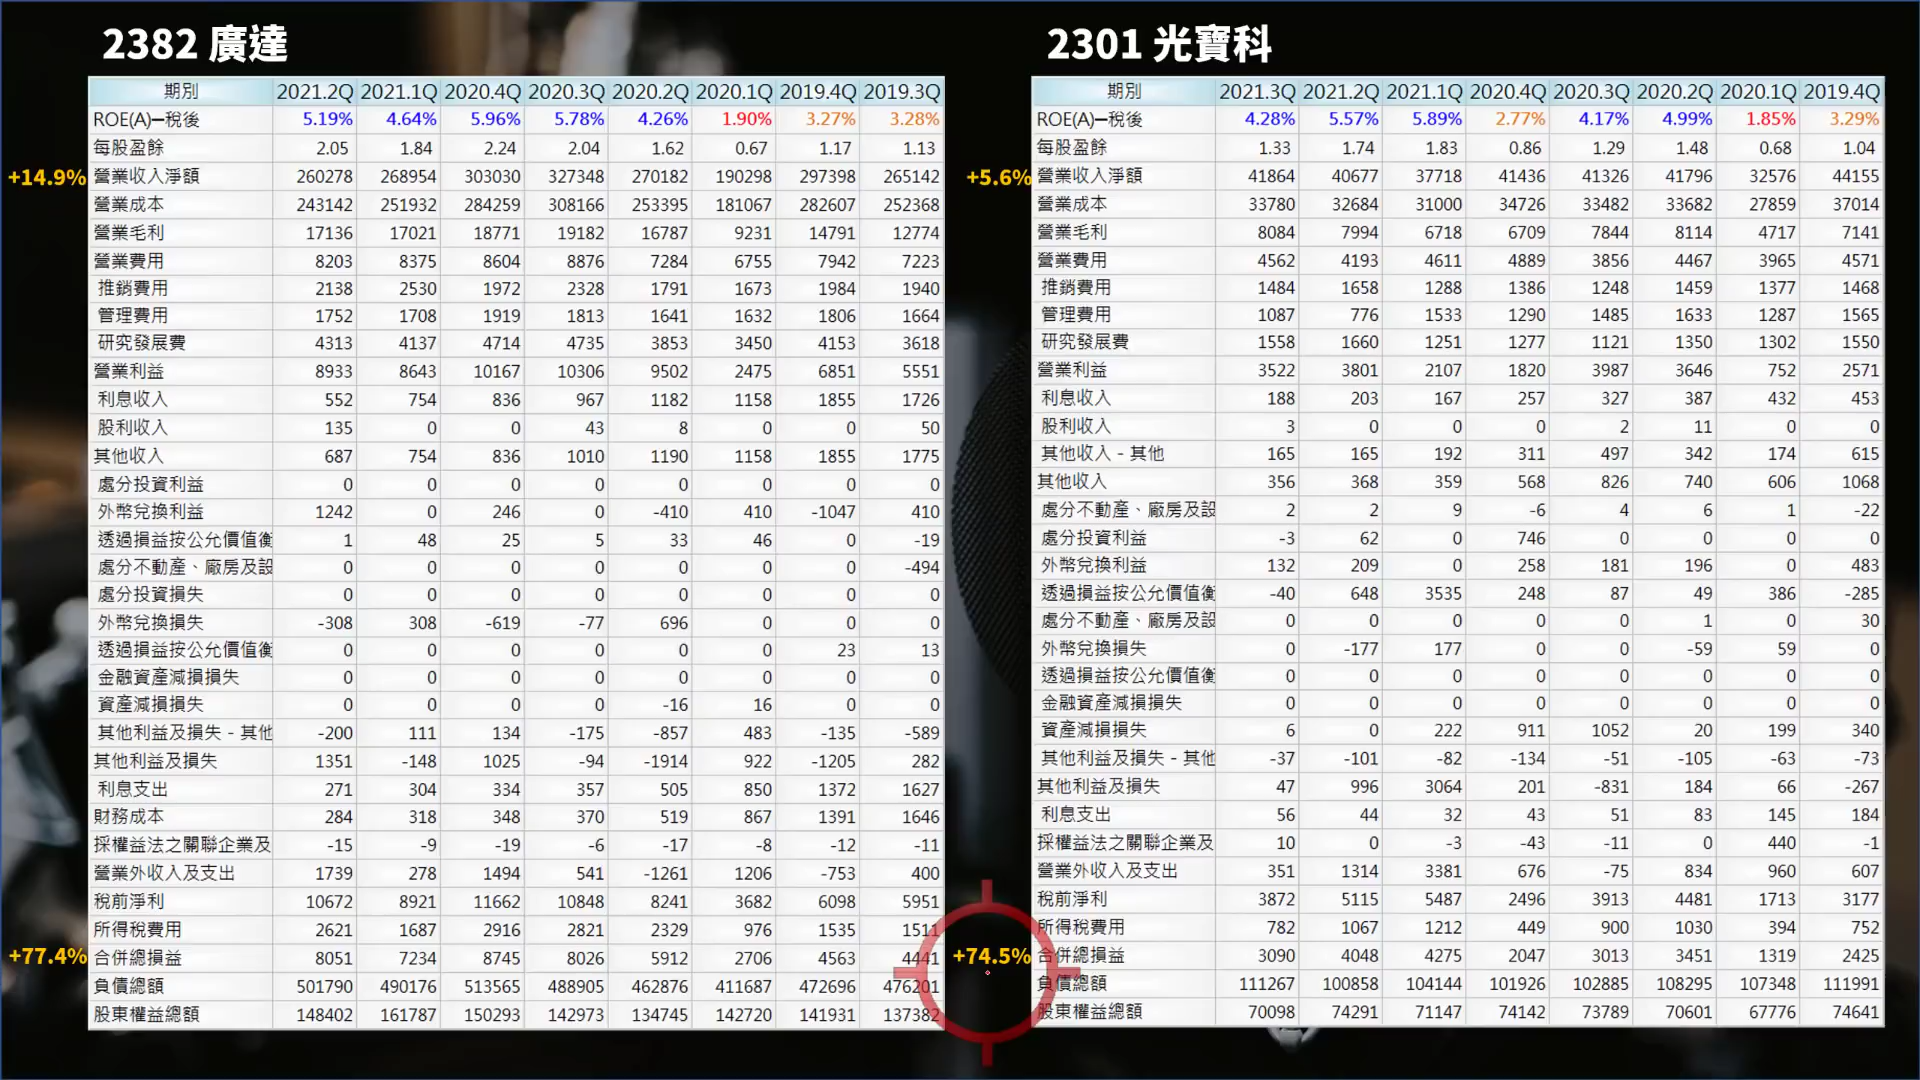 2382 廣達
期別 2021.2Q 2021.1Q 2020.4Q 2020.3Q 2020.2Q 2020.1Q 2019.4Q 2019.3Q
ROE(A)─稅後 5.19% 4.64% 5.96% 5.78% 4.26% 1.90% 3.27% 3.28%
每股盈餘 2.05 1.84 2.24 2.04 1.62 0.67 1.17 1.13
+14.9% 營業收入淨額 260278 268954 303030 327348 270182 190298 297398 265142
營業成本 243142 251932 284259 308166 253395 181067 282607 252368
營業毛利 17136 17021 18771 19182 16787 9231 14791 12774
營業費用 8203 8375 8604 8876 7284 6755 7942 7223
推銷費用 2138 2530 1972 2328 1791 1673 1984 1940
管理費用 1752 1708 1919 1813 1641 1632 1806 1664
研究發展費 4313 4137 4714 4735 3853 3450 4153 3618
營業利益 8933 8643 10167 10306 9502 2475 6851 5551
利息收入 552 754 836 967 1182 1158 1855 1726
股利收入 135 0 0 43 8 0 0 50
其他收入 687 754 836 1010 1190 1158 1855 1775
處分投資利益 0 0 0 0 0 0 0 0
外幣兌換利益 1242 0 246 0 -410 410 -1047 410
透過損益按公允價值衡 1 48 25 5 33 46 0 -19
處分不動產、廠房及設 0 0 0 0 0 0 0 -494
處分投資損失 0 0 0 0 0 0 0 0
外幣兌換損失 -308 308 -619 -77 696 0 0 0
透過損益按公允價值衡 0 0 0 0 0 0 23 13
金融資產減損損失 0 0 0 0 0 0 0 0
資產減損損失 0 0 0 0 -16 16 0 0
其他利益及損失－其他 -200 111 134 -175 -857 483 -135 -589
其他利益及損失 1351 -148 1025 -94 -1914 922 -1205 282
利息支出 271 304 334 357 505 850 1372 1627
財務成本 284 318 348 370 519 867 1391 1646
採權益法之關聯企業及 -15 -9 -19 -6 -17 -8 -12 -11
營業外收入及支出 1739 278 1494 541 -1261 1206 -753 400
稅前淨利 10672 8921 11662 10848 8241 3682 6098 5951
所得稅費用 2621 1687 2916 2821 2329 976 1535 1511
+77.4% 合併總損益 8051 7234 8745 8026 5912 2706 4563 4441
負債總額 501790 490176 513565 488905 462876 411687 472696 476201
股東權益總額 148402 161787 150293 142973 134745 142720 141931 137382
2301 光寶科
期別 2021.3Q 2021.2Q 2021.1Q 2020.4Q 2020.3Q 2020.2Q 2020.1Q 2019.4Q
ROE(A)─稅後 4.28% 5.57% 5.89% 2.77% 4.17% 4.99% 1.85% 3.29%
每股盈餘 1.33 1.74 1.83 0.86 1.29 1.48 0.68 1.04
+5.6% 營業收入淨額 41864 40677 37718 41436 41326 41796 32576 44155
營業成本 33780 32684 31000 34726 33482 33682 27859 37014
營業毛利 8084 7994 6718 6709 7844 8114 4717 7141
營業費用 4562 4193 4611 4889 3856 4467 3965 4571
推銷費用 1484 1658 1288 1386 1248 1459 1377 1468
管理費用 1087 776 1533 1290 1485 1633 1287 1565
研究發展費 1558 1660 1251 1277 1121 1350 1302 1550
營業利益 3522 3801 2107 1820 3987 3646 752 2571
利息收入 188 203 167 257 327 387 432 453
股利收入 3 0 0 0 2 11 0 0
其他收入－其他 165 165 192 311 497 342 174 615
其他收入 356 368 359 568 826 740 606 1068
處分不動產、廠房及設 2 2 9 -6 4 6 1 -22
處分投資利益 -3 62 0 746 0 0 0 0
外幣兌換利益 132 209 0 258 181 196 0 483
透過損益按公允價值衡 -40 648 3535 248 87 49 386 -285
處分不動產、廠房及設 0 0 0 0 0 1 0 30
外幣兌換損失 0 -177 177 0 0 -59 59 0
透過損益按公允價值衡 0 0 0 0 0 0 0 0
金融資產減損損失 0 0 0 0 0 0 0 0
資產減損損失 6 0 222 911 1052 20 199 340
其他利益及損失－其他 -37 -101 -82 -134 -51 -105 -63 -73
其他利益及損失 47 996 3064 201 -831 184 66 -267
利息支出 56 44 32 43 51 83 145 184
採權益法之關聯企業及 10 0 -3 -43 -11 0 440 -1
營業外收入及支出 351 1314 3381 676 -75 834 960 607
稅前淨利 3872 5115 5487 2496 3913 4481 1713 3177
所得稅費用 782 1067 1212 449 900 1030 394 752
+74.5% 合併總損益 3090 4048 4275 2047 3013 3451 1319 2425
負債總額 111267 100858 104144 101926 102885 108295 107348 111991
股東權益總額 70098 74291 71147 74142 73789 70601 67776 74641